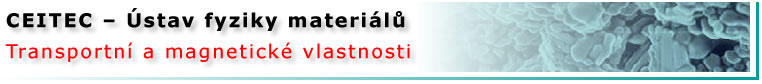 CEITEC – Ústav fyziky materiálů
Transportní a magnetické vlastnosti